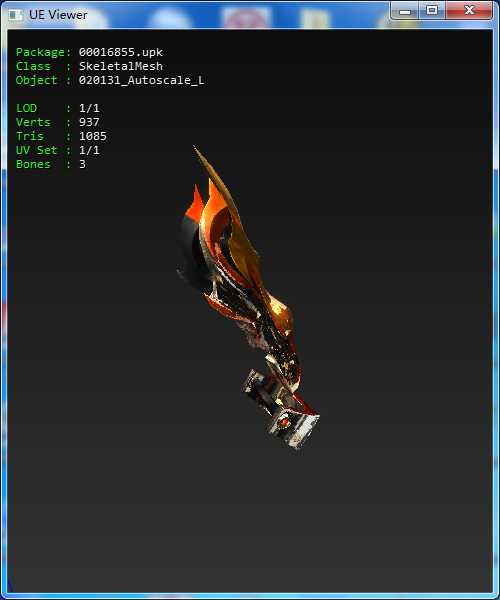 UE Viewer
Package: 00016855.upk
Class : SkeletalMesh
Object : 020131_Autoscale_L
LOD : 1/1
Verts : 937
Tris : 1085
UV Set : 1/1
Bones : 3